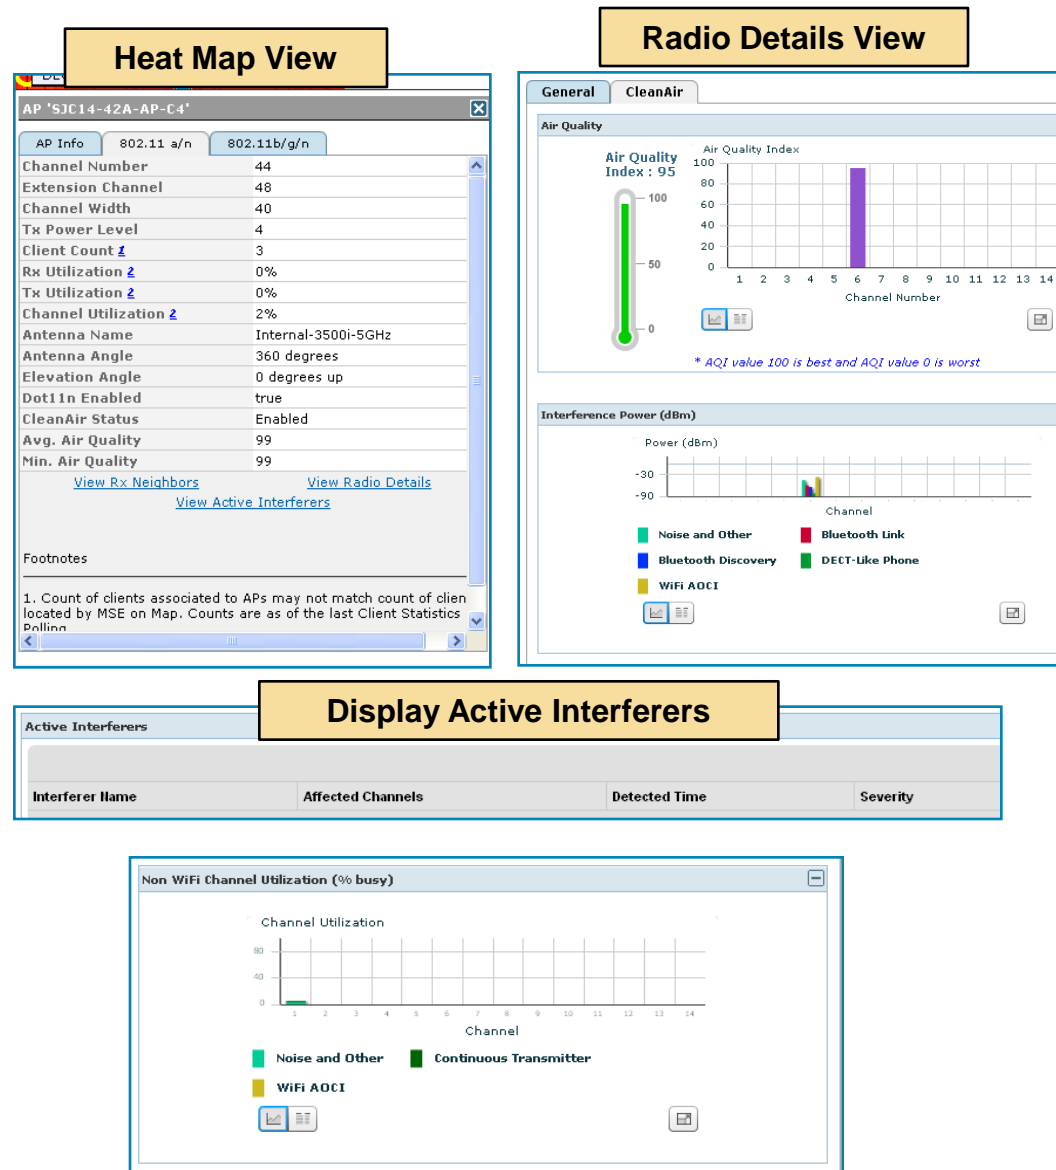 Heat Map View
AP 'SJC14-42A-AP-C4'
AP Info 802.11 a/n 802.11b/g/n
Channel Number 44
Extension Channel 48
Channel Width 40
Tx Power Level 4
Client Count 1 3
Rx Utilization 2 0%
Tx Utilization 2 0%
Channel Utilization 2 2%
Antenna Name Internal-3500i-5GHz
Antenna Angle 360 degrees
Elevation Angle 0 degrees up
Dot11n Enabled true
CleanAir Status Enabled
Avg. Air Quality 99
Min. Air Quality 99
View Rx Neighbors View Radio Details
View Active Interferers
Footnotes
1. Count of clients associated to APs may not match count of clien
located by MSE on Map. Counts are as of the last Client Statistics
Polling
Radio Details View
General CleanAir
Air Quality
Air Quality
Index : 95
100
50
0
Air Quality Index
100
80
60
40
20
0
1 2 3 4 5 6 7 8 9 10 11 12 13 14
Channel Number
* AQI value 100 is best and AQI value 0 is worst
Interference Power (dBm)
Power (dBm)
-30
-90
Channel
Noise and Other Bluetooth Link
Bluetooth Discovery DECT-Like Phone
WiFi AOCI
Display Active Interferers
Active Interferers
Interferer Name Affected Channels Detected Time Severity
Non WiFi Channel Utilization (% busy)
Channel Utilization
80
40
0
1 2 3 4 5 6 7 8 9 10 11 12 13 14
Channel
Noise and Other Continuous Transmitter
WiFi AOCI